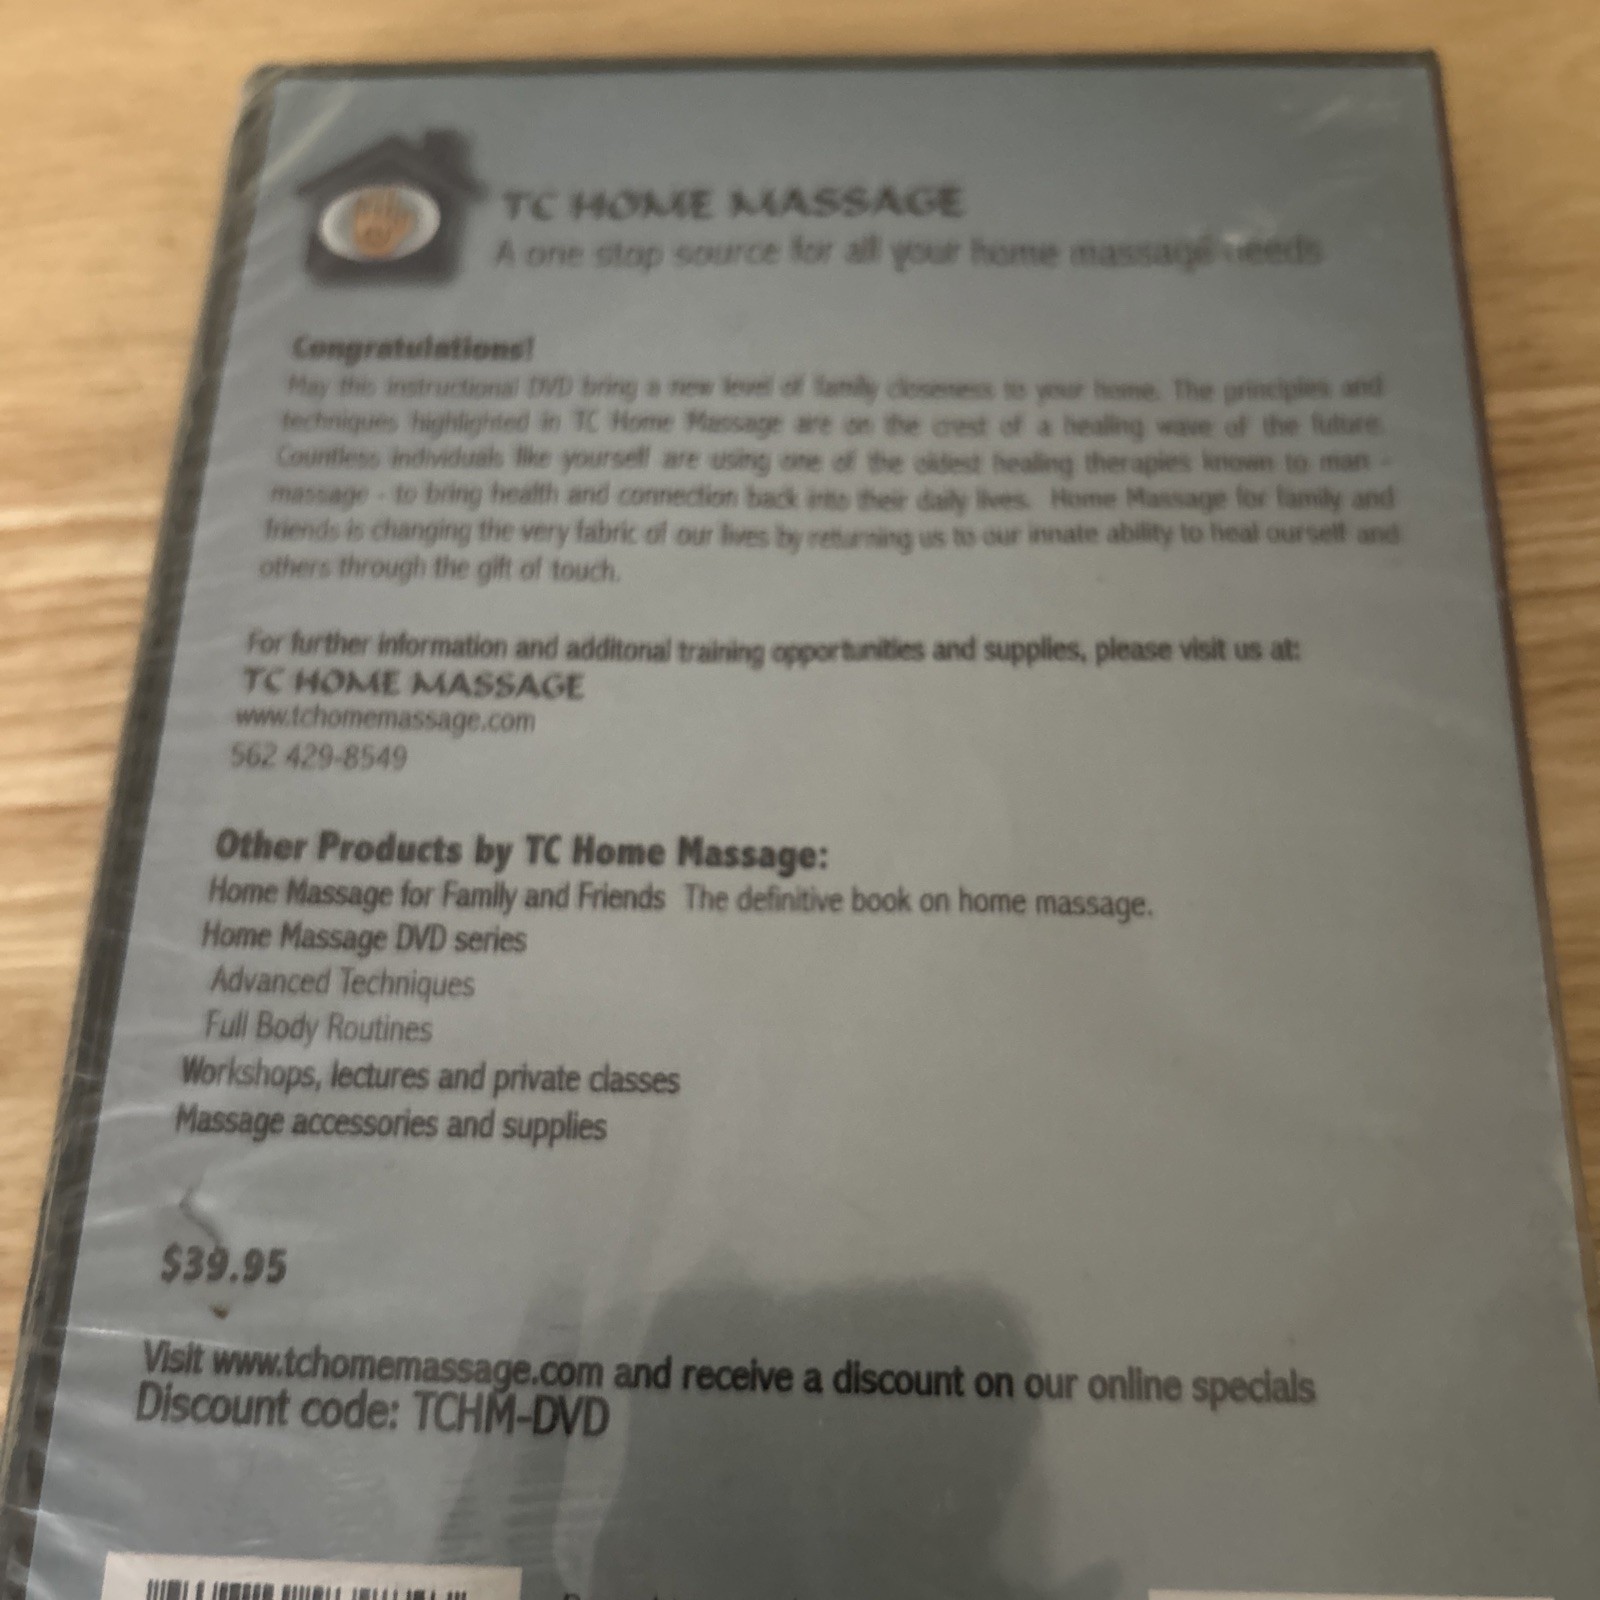 TC HOME MASSAGE
A one stop source for all your home massage needs
Congratulations!
May this instructional DVD bring a new level of family closeness to your home. The principles and
techniques highlighted in TC Home Massage are on the crest of a healing wave of the future.
Countless individuals like yourself are using one of the oldest healing therapies known to man -
massage - to bring health and connection back into their daily lives. Home Massage for family and
friends is changing the very fabric of our lives by returning us to our innate ability to heal ourself and
others through the gift of touch.
For further information and additonal training opportunities and supplies, please visit us at:
TC HOME MASSAGE
www.tchomemassage.com
562 429-8549
Other Products by TC Home Massage:
Home Massage for Family and Friends The definitive book on home massage.
Home Massage DVD series
Advanced Techniques
Full Body Routines
Workshops, lectures and private classes
Massage accessories and supplies
$39.95
Visit www.tchomemassage.com and receive a discount on our online specials
Discount code: TCHM-DVD